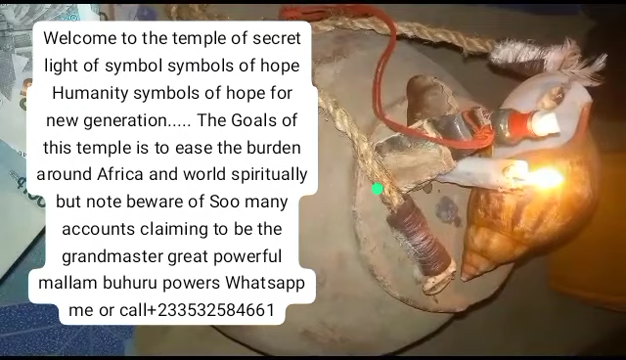 Welcome to the temple of secret
light of symbol symbols of hope
Humanity symbols of hope for
new generation..... The Goals of
this temple is to ease the burden
around Africa and world spiritually
but note beware of Soo many
accounts claiming to be the
grandmaster great powerful
mallam buhuru powers Whatsapp
me or call+233532584661